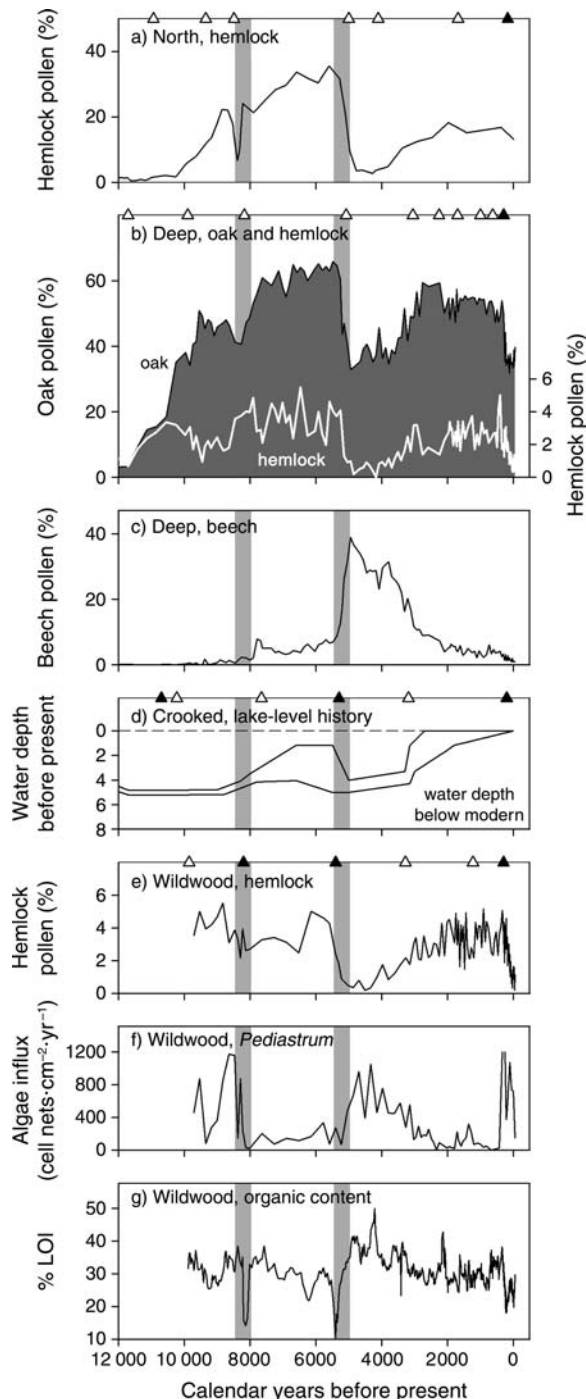 a) North, hemlock
Hemlock pollen (%)
40
20
0
b) Deep, oak and hemlock
Oak pollen (%)
60
40
20
0
oak
hemlock
Hemlock pollen (%)
6
4
2
0
c) Deep, beech
Beech pollen (%)
40
20
0
d) Crooked, lake-level history
Water depth
before present
0
2
4
6
8
water depth
below modern
e) Wildwood, hemlock
Hemlock
pollen (%)
6
4
2
0
f) Wildwood, Pediastrum
Algae influx
(cell nets·cm⁻²·yr⁻¹)
1200
800
400
0
g) Wildwood, organic content
% LOI
50
40
30
20
10
12 000 10 000 8000 6000 4000 2000 0
Calendar years before present